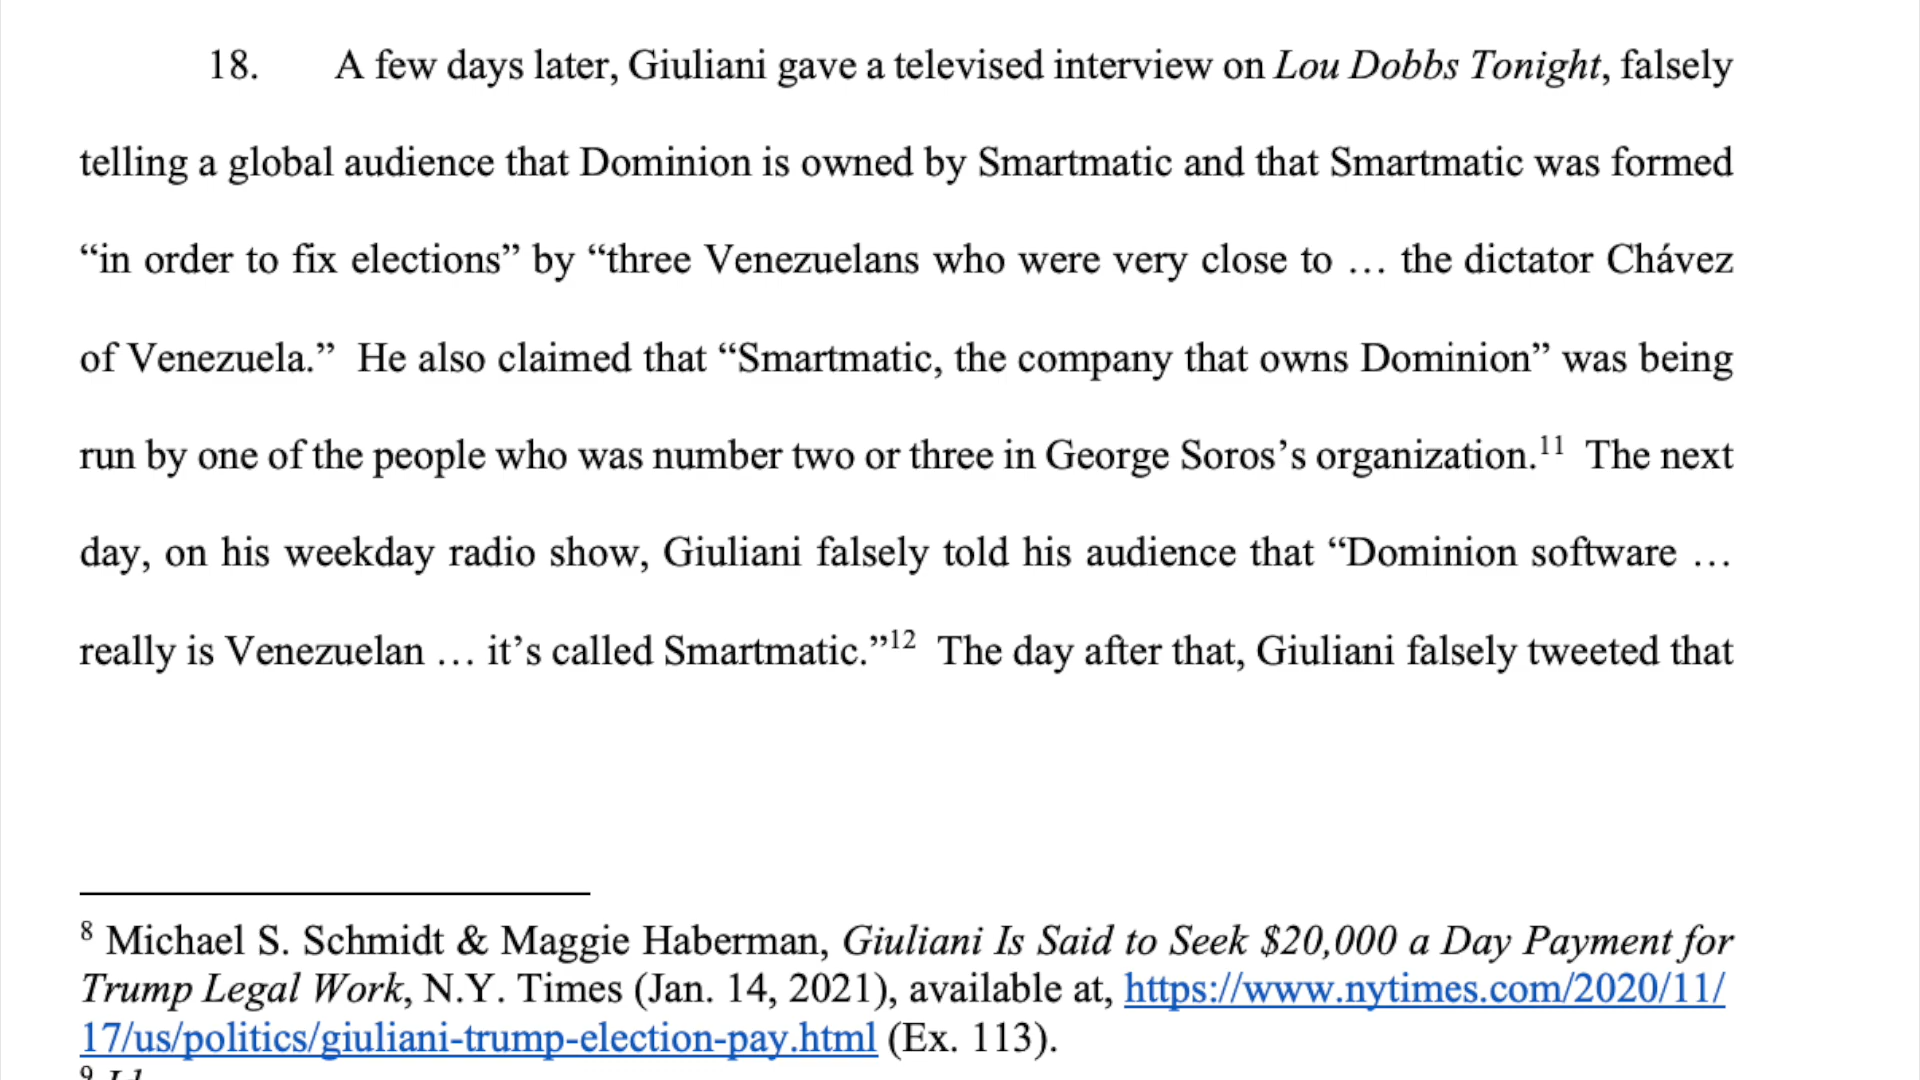 18. A few days later, Giuliani gave a televised interview on Lou Dobbs Tonight, falsely
telling a global audience that Dominion is owned by Smartmatic and that Smartmatic was formed
“in order to fix elections” by “three Venezuelans who were very close to … the dictator Chávez
of Venezuela.” He also claimed that “Smartmatic, the company that owns Dominion” was being
run by one of the people who was number two or three in George Soros’s organization.11 The next
day, on his weekday radio show, Giuliani falsely told his audience that “Dominion software …
really is Venezuelan … it’s called Smartmatic.”12 The day after that, Giuliani falsely tweeted that
8 Michael S. Schmidt & Maggie Haberman, Giuliani Is Said to Seek $20,000 a Day Payment for
Trump Legal Work, N.Y. Times (Jan. 14, 2021), available at, https://www.nytimes.com/2020/11/
17/us/politics/giuliani-trump-election-pay.html (Ex. 113).
9